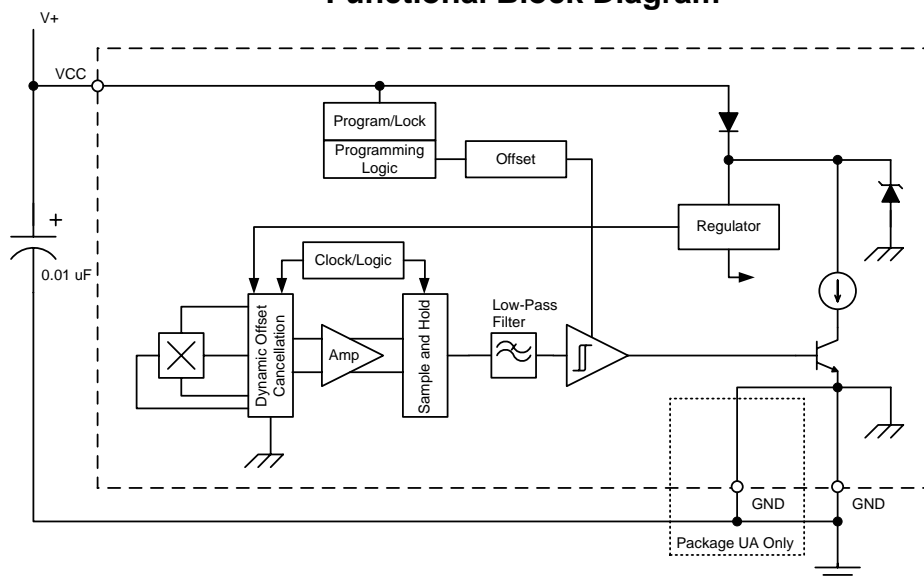 Functional Block Diagram
V+
VCC
Program/Lock
Programming
Logic
Offset
Regulator
+
0.01 uF
Clock/Logic
Low-Pass
Filter
Dynamic Offset
Cancellation
Amp
Sample and Hold
GND
GND
Package UA Only